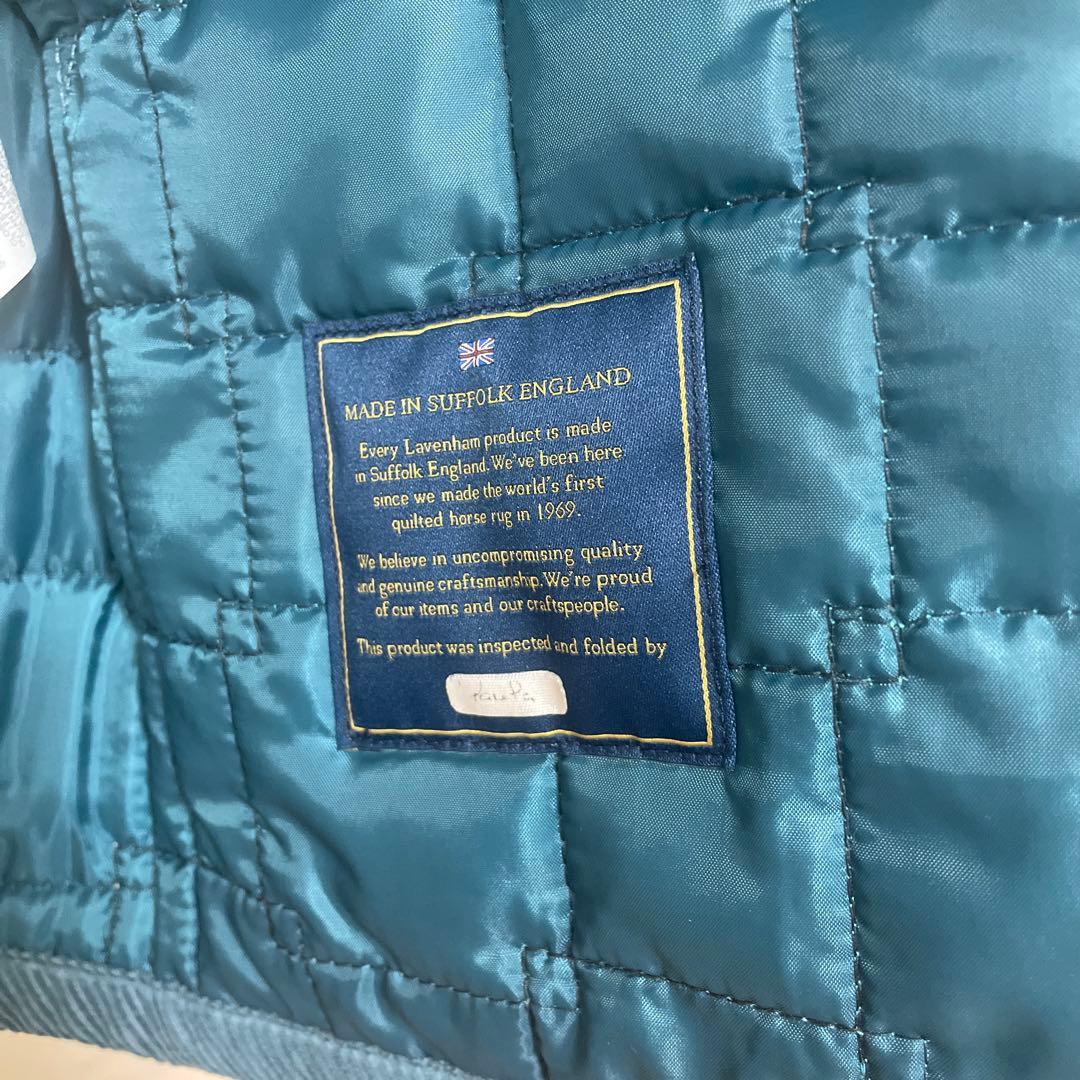 MADE IN SUFFOLK ENGLAND
Every Lavenham product is made
in Suffolk England. We've been here
since we made the world's first
quilted horse rug in 1969.
We believe in uncompromising quality
and genuine craftsmanship. We're proud
of our items and our craftspeople.
This product was inspected and folded by